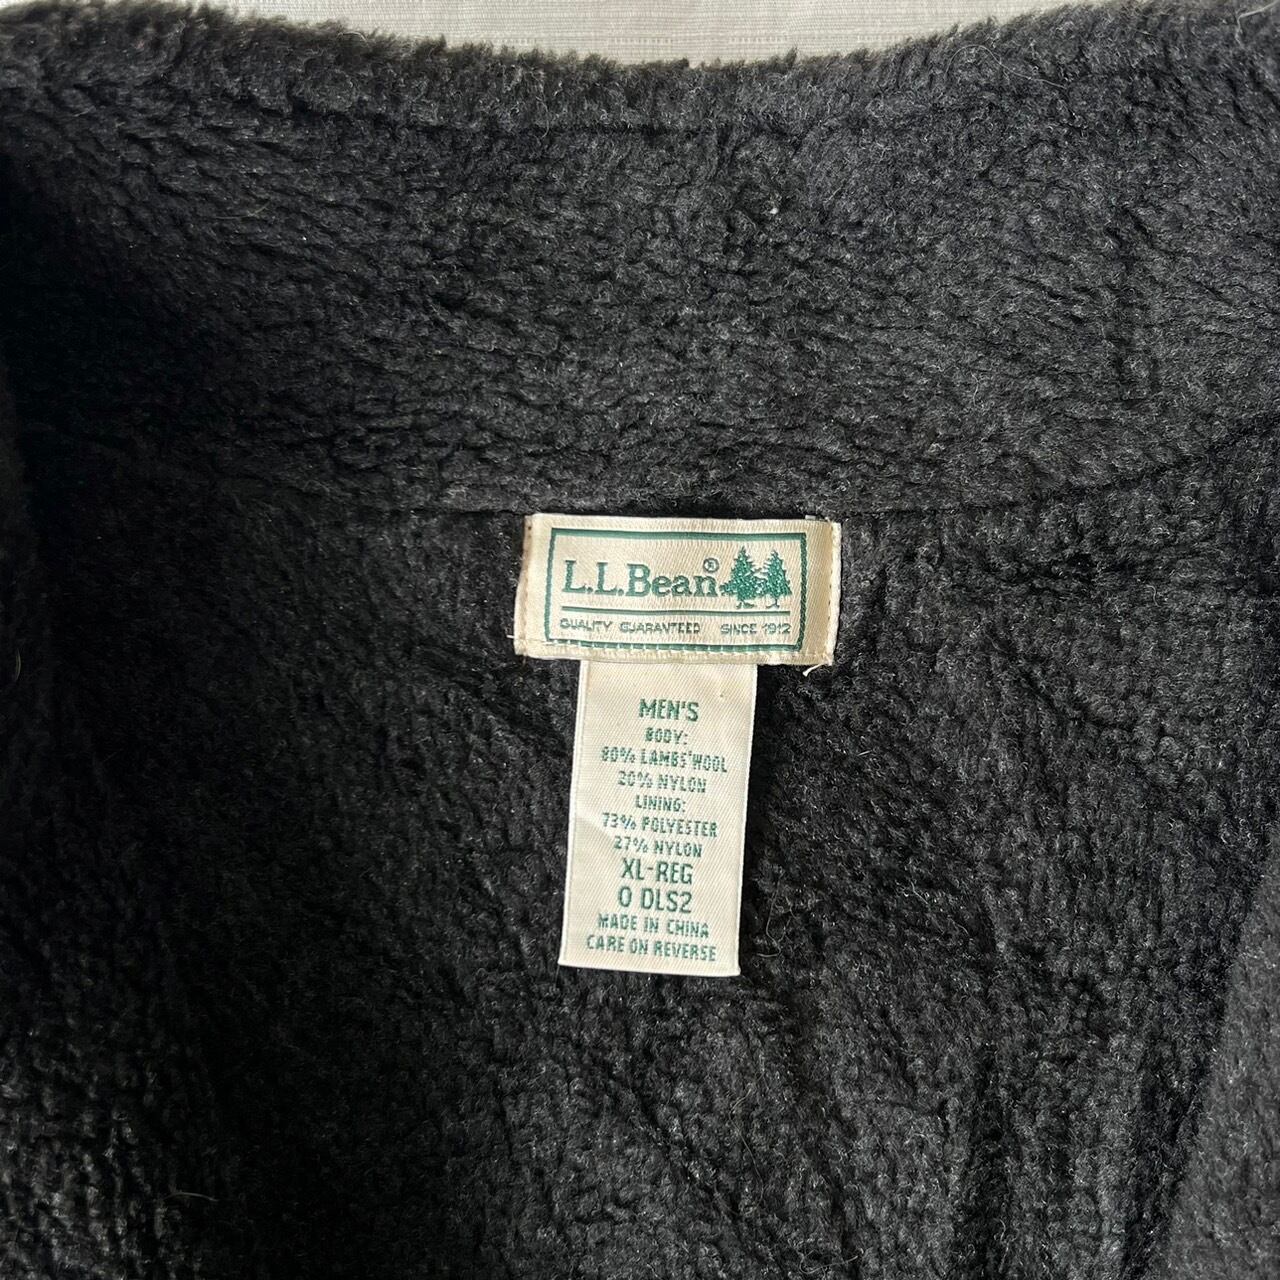 L.L.Bean®
QUALITY GUARANTEED SINCE 1912
MEN'S
BODY:
80% LAMBS'WOOL
20% NYLON
LINING:
73% POLYESTER
27% NYLON
XL-REG
0 DLS2
MADE IN CHINA
CARE ON REVERSE